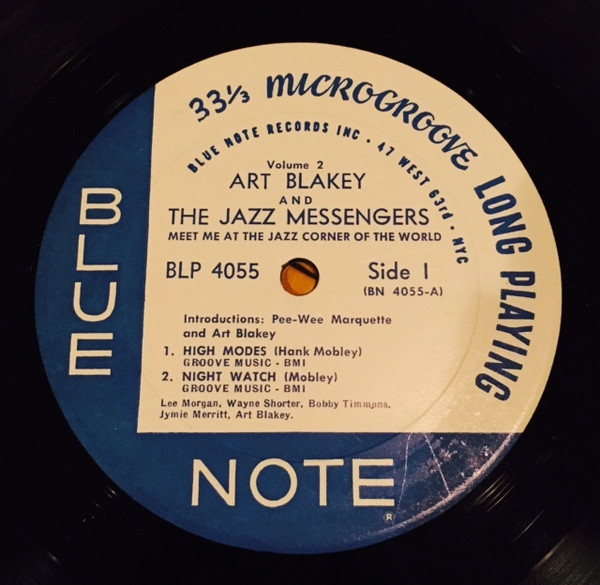 33⅓ MICROGROOVE LONG PLAYING
BLUE NOTE RECORDS INC • 47 WEST 63rd • NYC
Volume 2
ART BLAKEY
AND
THE JAZZ MESSENGERS
MEET ME AT THE JAZZ CORNER OF THE WORLD
BLP 4055 Side 1
(BN 4055-A)
Introductions: Pee-Wee Marquette
and Art Blakey
1. HIGH MODES (Hank Mobley)
GROOVE MUSIC - BMI
2. NIGHT WATCH (Mobley)
GROOVE MUSIC - BMI
Lee Morgan, Wayne Shorter, Bobby Timmons,
Jymie Merritt, Art Blakey.
BLUE
NOTE
®